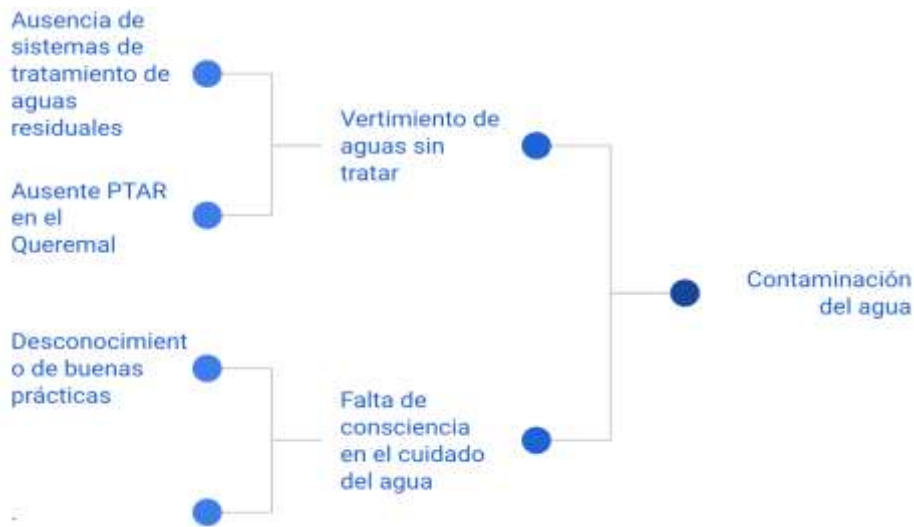 Ausencia de
sistemas de
tratamiento de
aguas
residuales
Ausente PTAR
en el
Queremal
Vertimiento de
aguas sin
tratar
Desconocimient
o de buenas
prácticas
Falta de
consciencia
en el cuidado
del agua
-
Contaminación
del agua